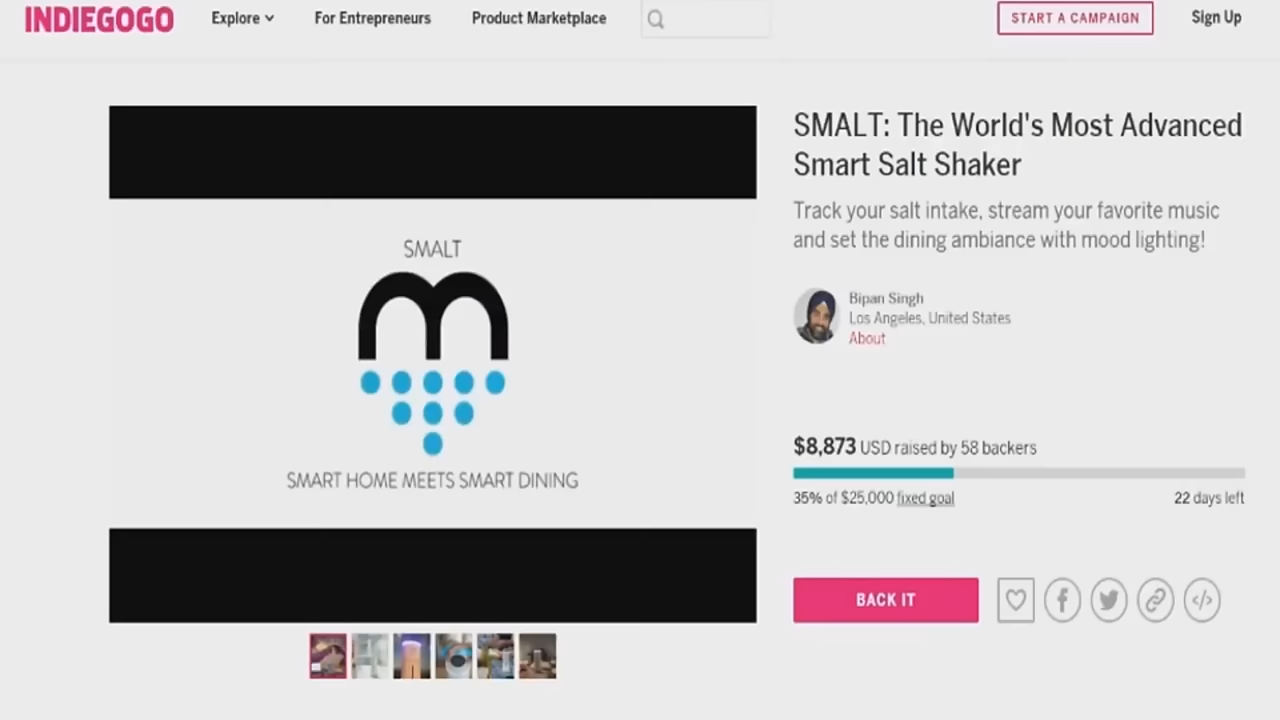 INDIEGOGO
Explore
For Entrepreneurs
Product Marketplace
START A CAMPAIGN
Sign Up
SMALT
SMART HOME MEETS SMART DINING
SMALT: The World's Most Advanced
Smart Salt Shaker
Track your salt intake, stream your favorite music
and set the dining ambiance with mood lighting!
Bipan Singh
Los Angeles, United States
About
$8,873 USD raised by 58 backers
35% of $25,000 fixed goal
22 days left
BACK IT